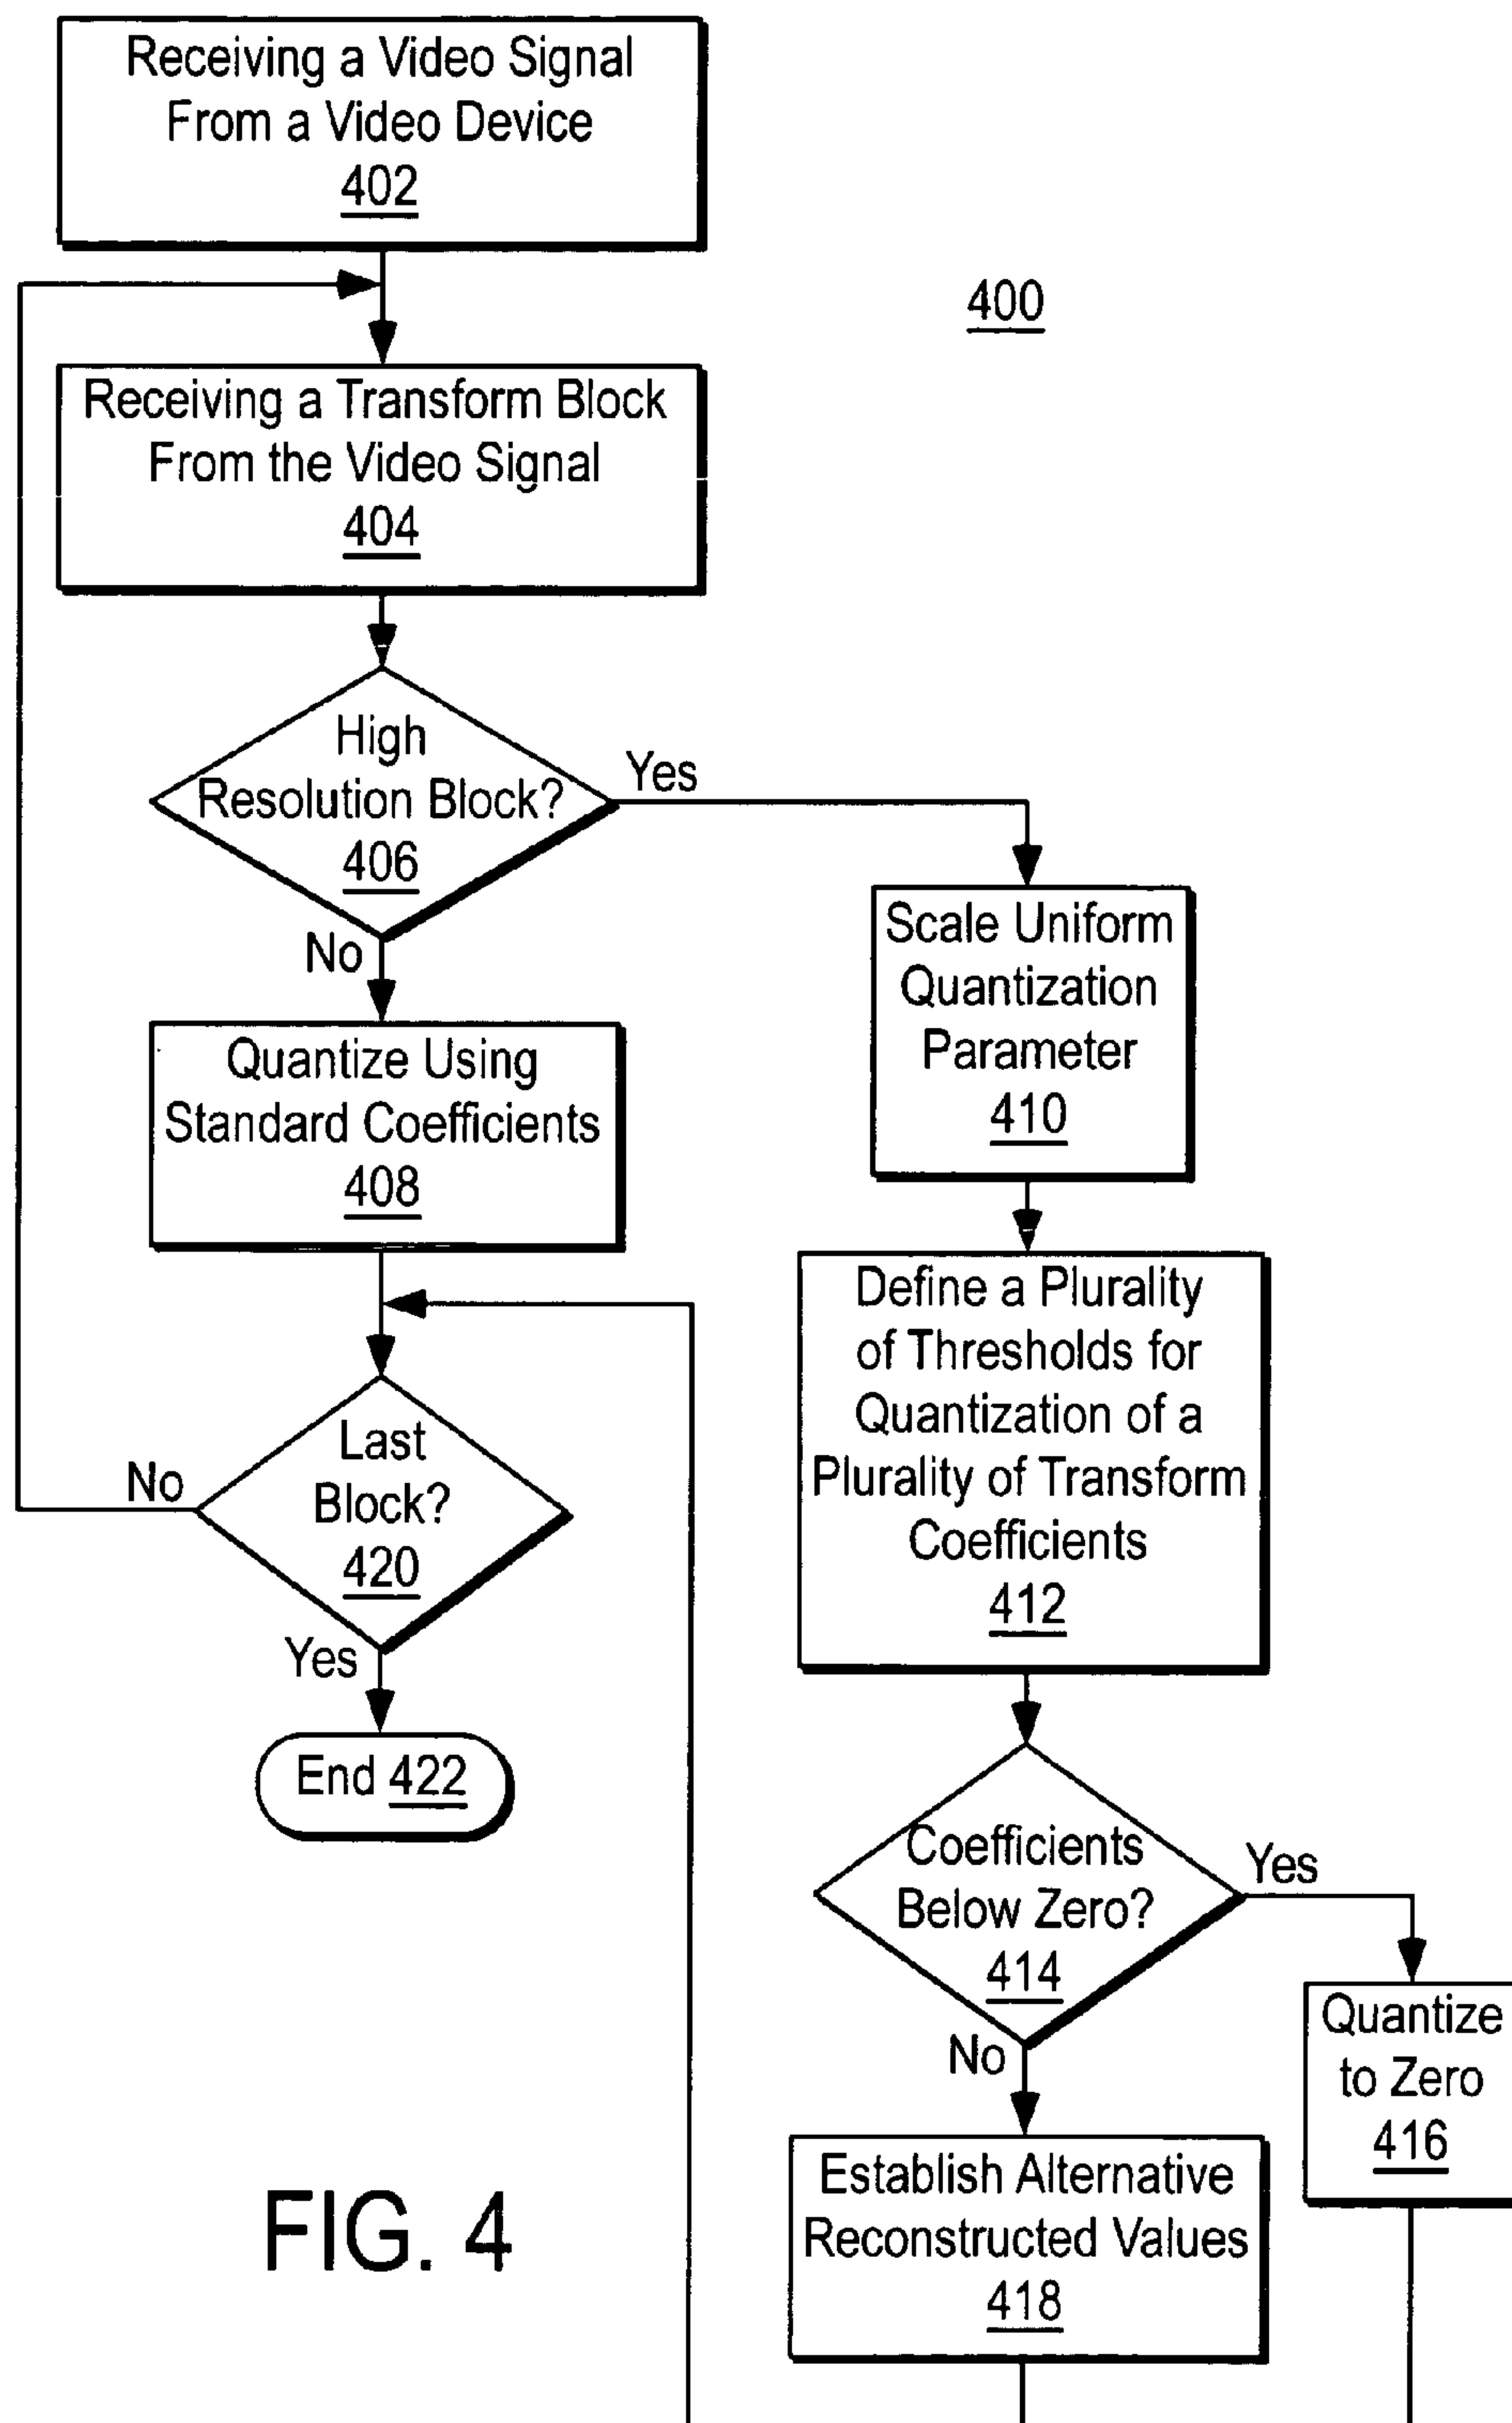 Receiving a Video Signal
From a Video Device
402
400
Receiving a Transform Block
From the Video Signal
404
High
Resolution Block?
406
Yes
No
Scale Uniform
Quantization
Parameter
410
Quantize Using
Standard Coefficients
408
Define a Plurality
of Thresholds for
Quantization of a
Plurality of Transform
Coefficients
412
Last
Block?
420
No
Yes
End 422
Coefficients
Below Zero?
414
Yes
No
Quantize
to Zero
416
Establish Alternative
Reconstructed Values
418
FIG. 4